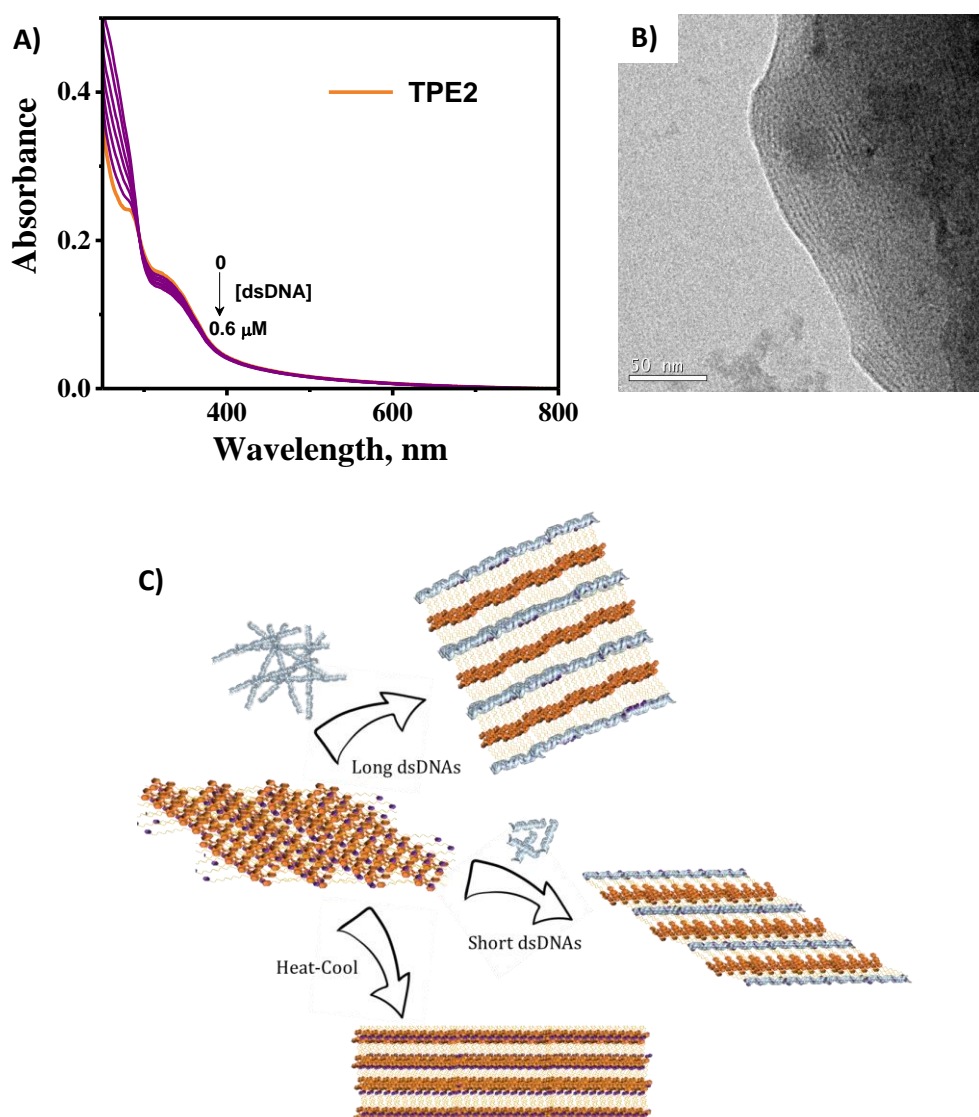 A)
0.4
0.2
0.0
Absorbance
TPE2
0
[dsDNA]
0.6 μM
400
600
800
Wavelength, nm
B)
50 nm
C)
Long dsDNAs
Short dsDNAs
Heat-Cool